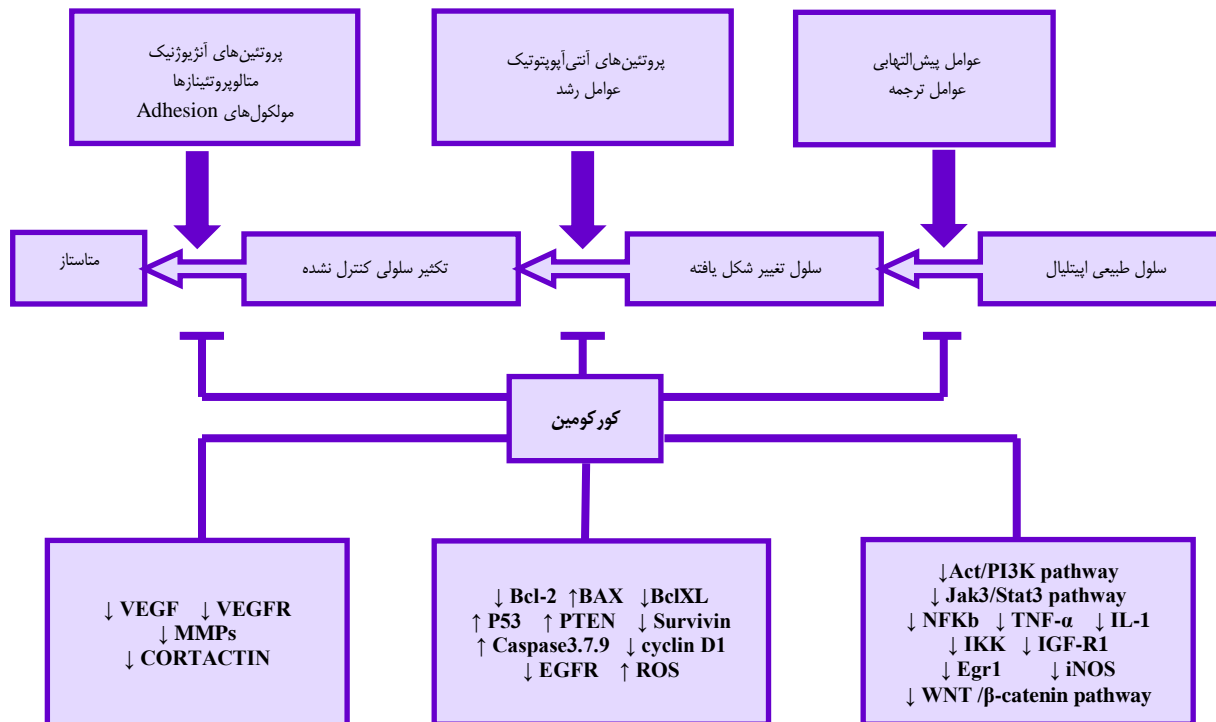 عوامل پیش‌التهابی
عوامل ترجمه
پروتئین‌های آنتی‌آپوپتوتیک
عوامل رشد
پروتئین‌های آنژیوژنیک
متالوپروتئینازها
مولکول‌های Adhesion
سلول طبیعی اپیتلیال
سلول تغییر شکل یافته
تکثیر سلولی کنترل نشده
متاستاز
کورکومین
↓Act/PI3K pathway
↓ Jak3/Stat3 pathway
↓ NFKb ↓ TNF-α ↓ IL-1
↓ IKK ↓ IGF-R1
↓ Egr1 ↓ iNOS
↓ WNT /β-catenin pathway
↓ Bcl-2 ↑BAX ↓BclXL
↑ P53 ↑ PTEN ↓ Survivin
↑ Caspase3.7.9 ↓ cyclin D1
↓ EGFR ↑ ROS
↓ VEGF ↓ VEGFR
↓ MMPs
↓ CORTACTIN